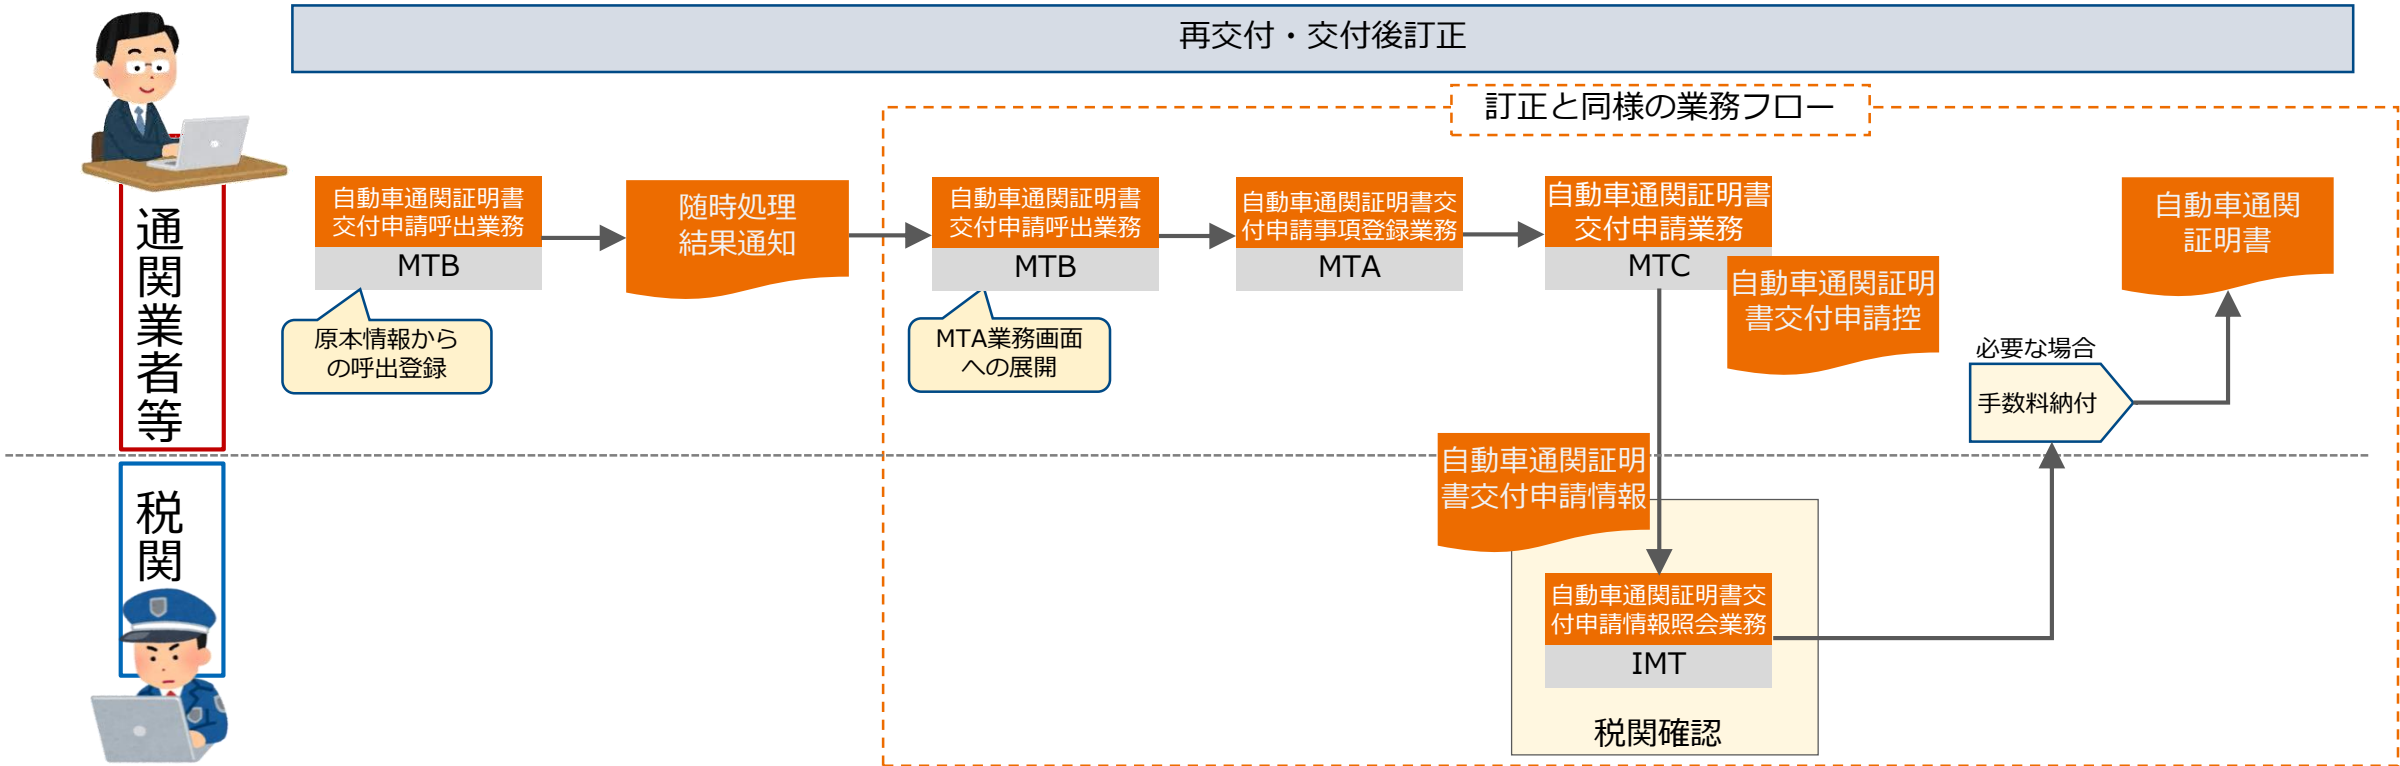 再交付・交付後訂正
訂正と同様の業務フロー
通関業者等
自動車通関証明書
交付申請呼出業務
MTB
原本情報から
の呼出登録
随時処理
結果通知
自動車通関証明書
交付申請呼出業務
MTB
MTA業務画面
への展開
自動車通関証明書交
付申請事項登録業務
MTA
自動車通関証明書
交付申請業務
MTC
自動車通関証明
書交付申請控
必要な場合
手数料納付
自動車通関
証明書
税関
自動車通関証明
書交付申請情報
自動車通関証明書交
付申請情報照会業務
IMT
税関確認